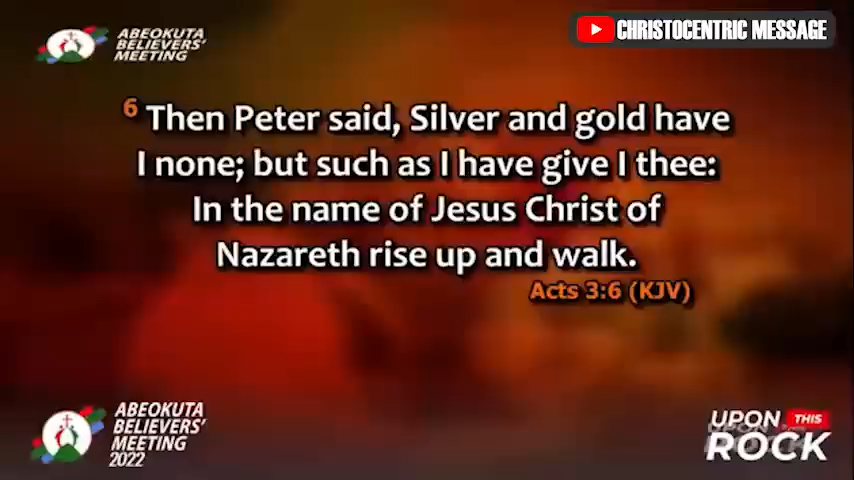 ABEOKUTA
BELIEVERS'
MEETING
CHRISTOCENTRIC MESSAGE
6 Then Peter said, Silver and gold have
I none; but such as I have give I thee:
In the name of Jesus Christ of
Nazareth rise up and walk.
Acts 3:6 (KJV)
ABEOKUTA
BELIEVERS'
MEETING
2022
UPON THIS
ROCK